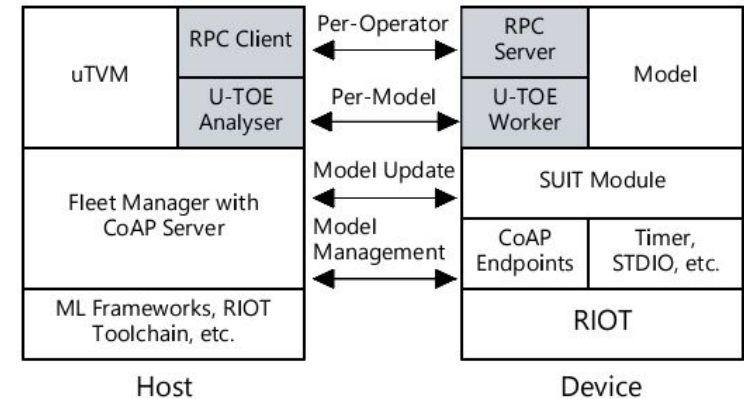 uTVM
RPC Client
U-TOE
Analyser
Fleet Manager with
CoAP Server
ML Frameworks, RIOT
Toolchain, etc.
Host
Per-Operator
Per-Model
Model Update
Model
Management
RPC
Server
U-TOE
Worker
Model
SUIT Module
CoAP
Endpoints
Timer,
STDIO, etc.
RIOT
Device